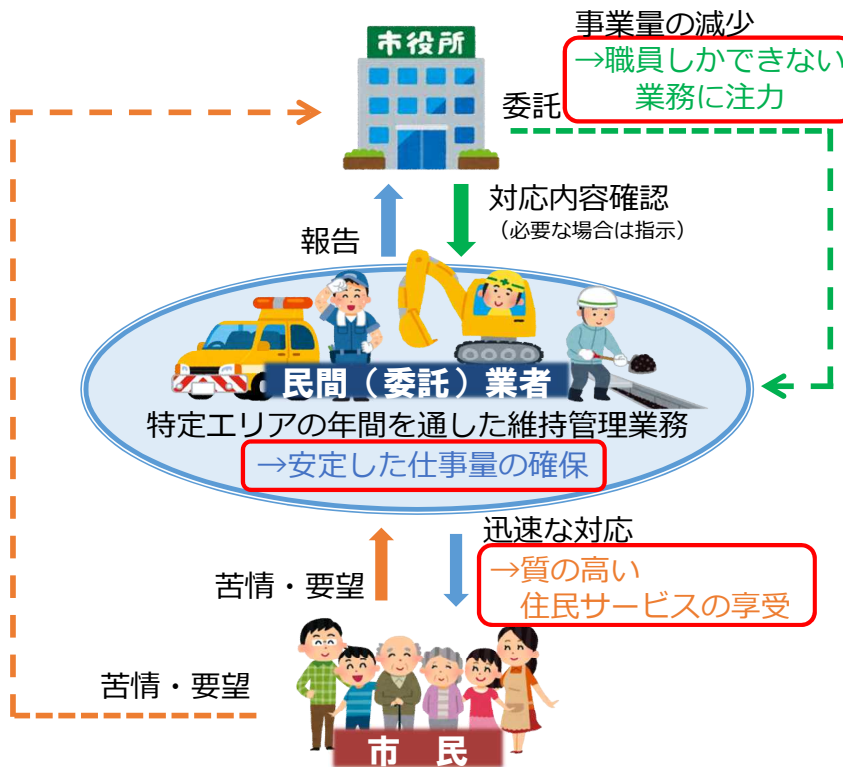 事業量の減少
市役所
→職員しかできない
業務に注力
委託
対応内容確認
（必要な場合は指示）
報告
民間（委託）業者
特定エリアの年間を通した維持管理業務
→安定した仕事量の確保
迅速な対応
→質の高い
住民サービスの享受
苦情・要望
苦情・要望
市 民